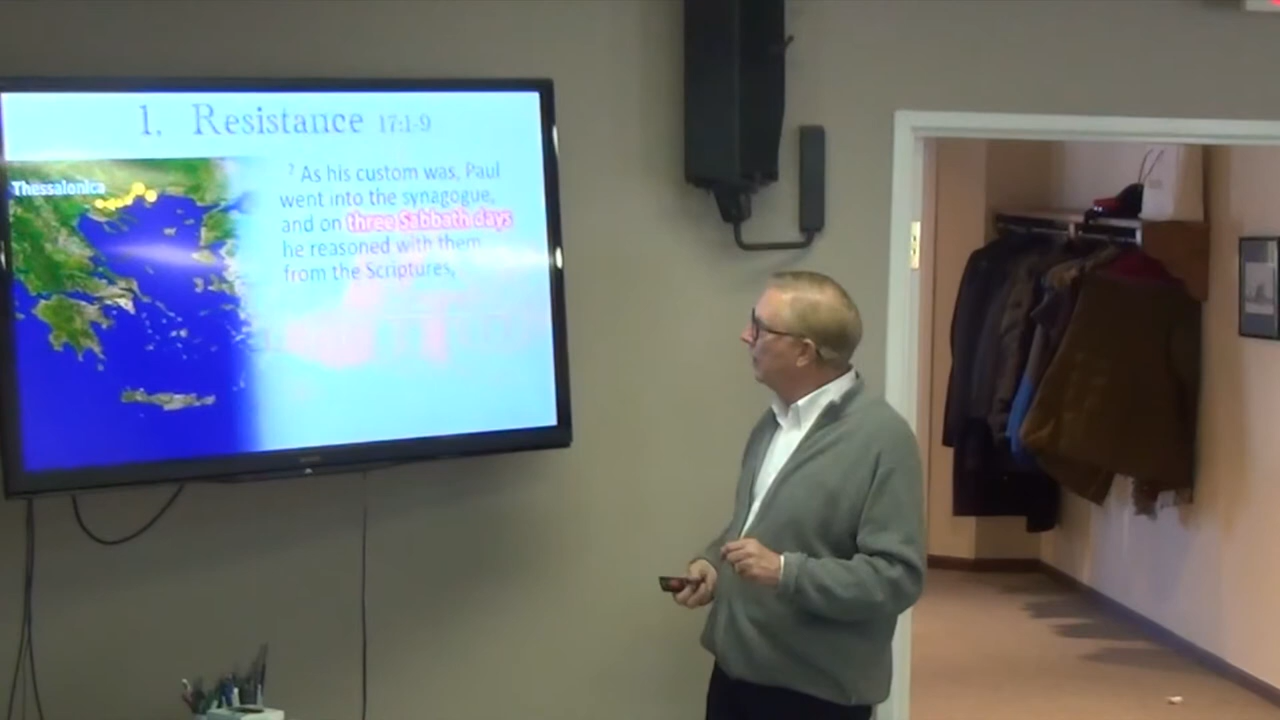 1. Resistance 17:1-9
Thessalonica
² As his custom was, Paul
went into the synagogue,
and on three Sabbath days
he reasoned with them
from the Scriptures,